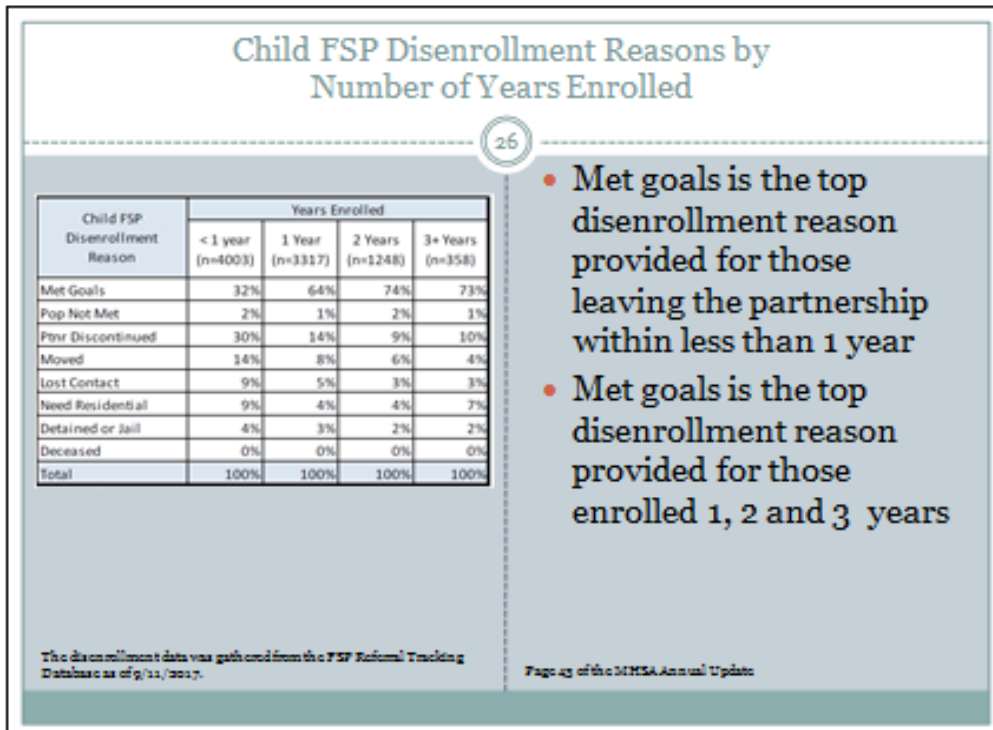 Child FSP Disenrollment Reasons by
Number of Years Enrolled
26
Child FSP
Disenrollment
Reason
Years Enrolled
< 1 year 1 Year 2 Years 3+ Years
(n=4003) (n=3317) (n=1248) (n=358)
Met Goals 32% 64% 74% 73%
Pop Not Met 2% 1% 2% 1%
Ptnr Discontinued 30% 14% 9% 10%
Moved 14% 8% 6% 4%
Lost Contact 9% 5% 3% 3%
Need Residential 9% 4% 4% 7%
Detained or Jail 4% 3% 2% 2%
Deceased 0% 0% 0% 0%
Total 100% 100% 100% 100%
• Met goals is the top
disenrollment reason
provided for those
leaving the partnership
within less than 1 year
• Met goals is the top
disenrollment reason
provided for those
enrolled 1, 2 and 3 years
The disenrollment data was gathered from the FSP Referral Tracking
Database as of 9/11/2017.
Page 43 of the MHSA Annual Update